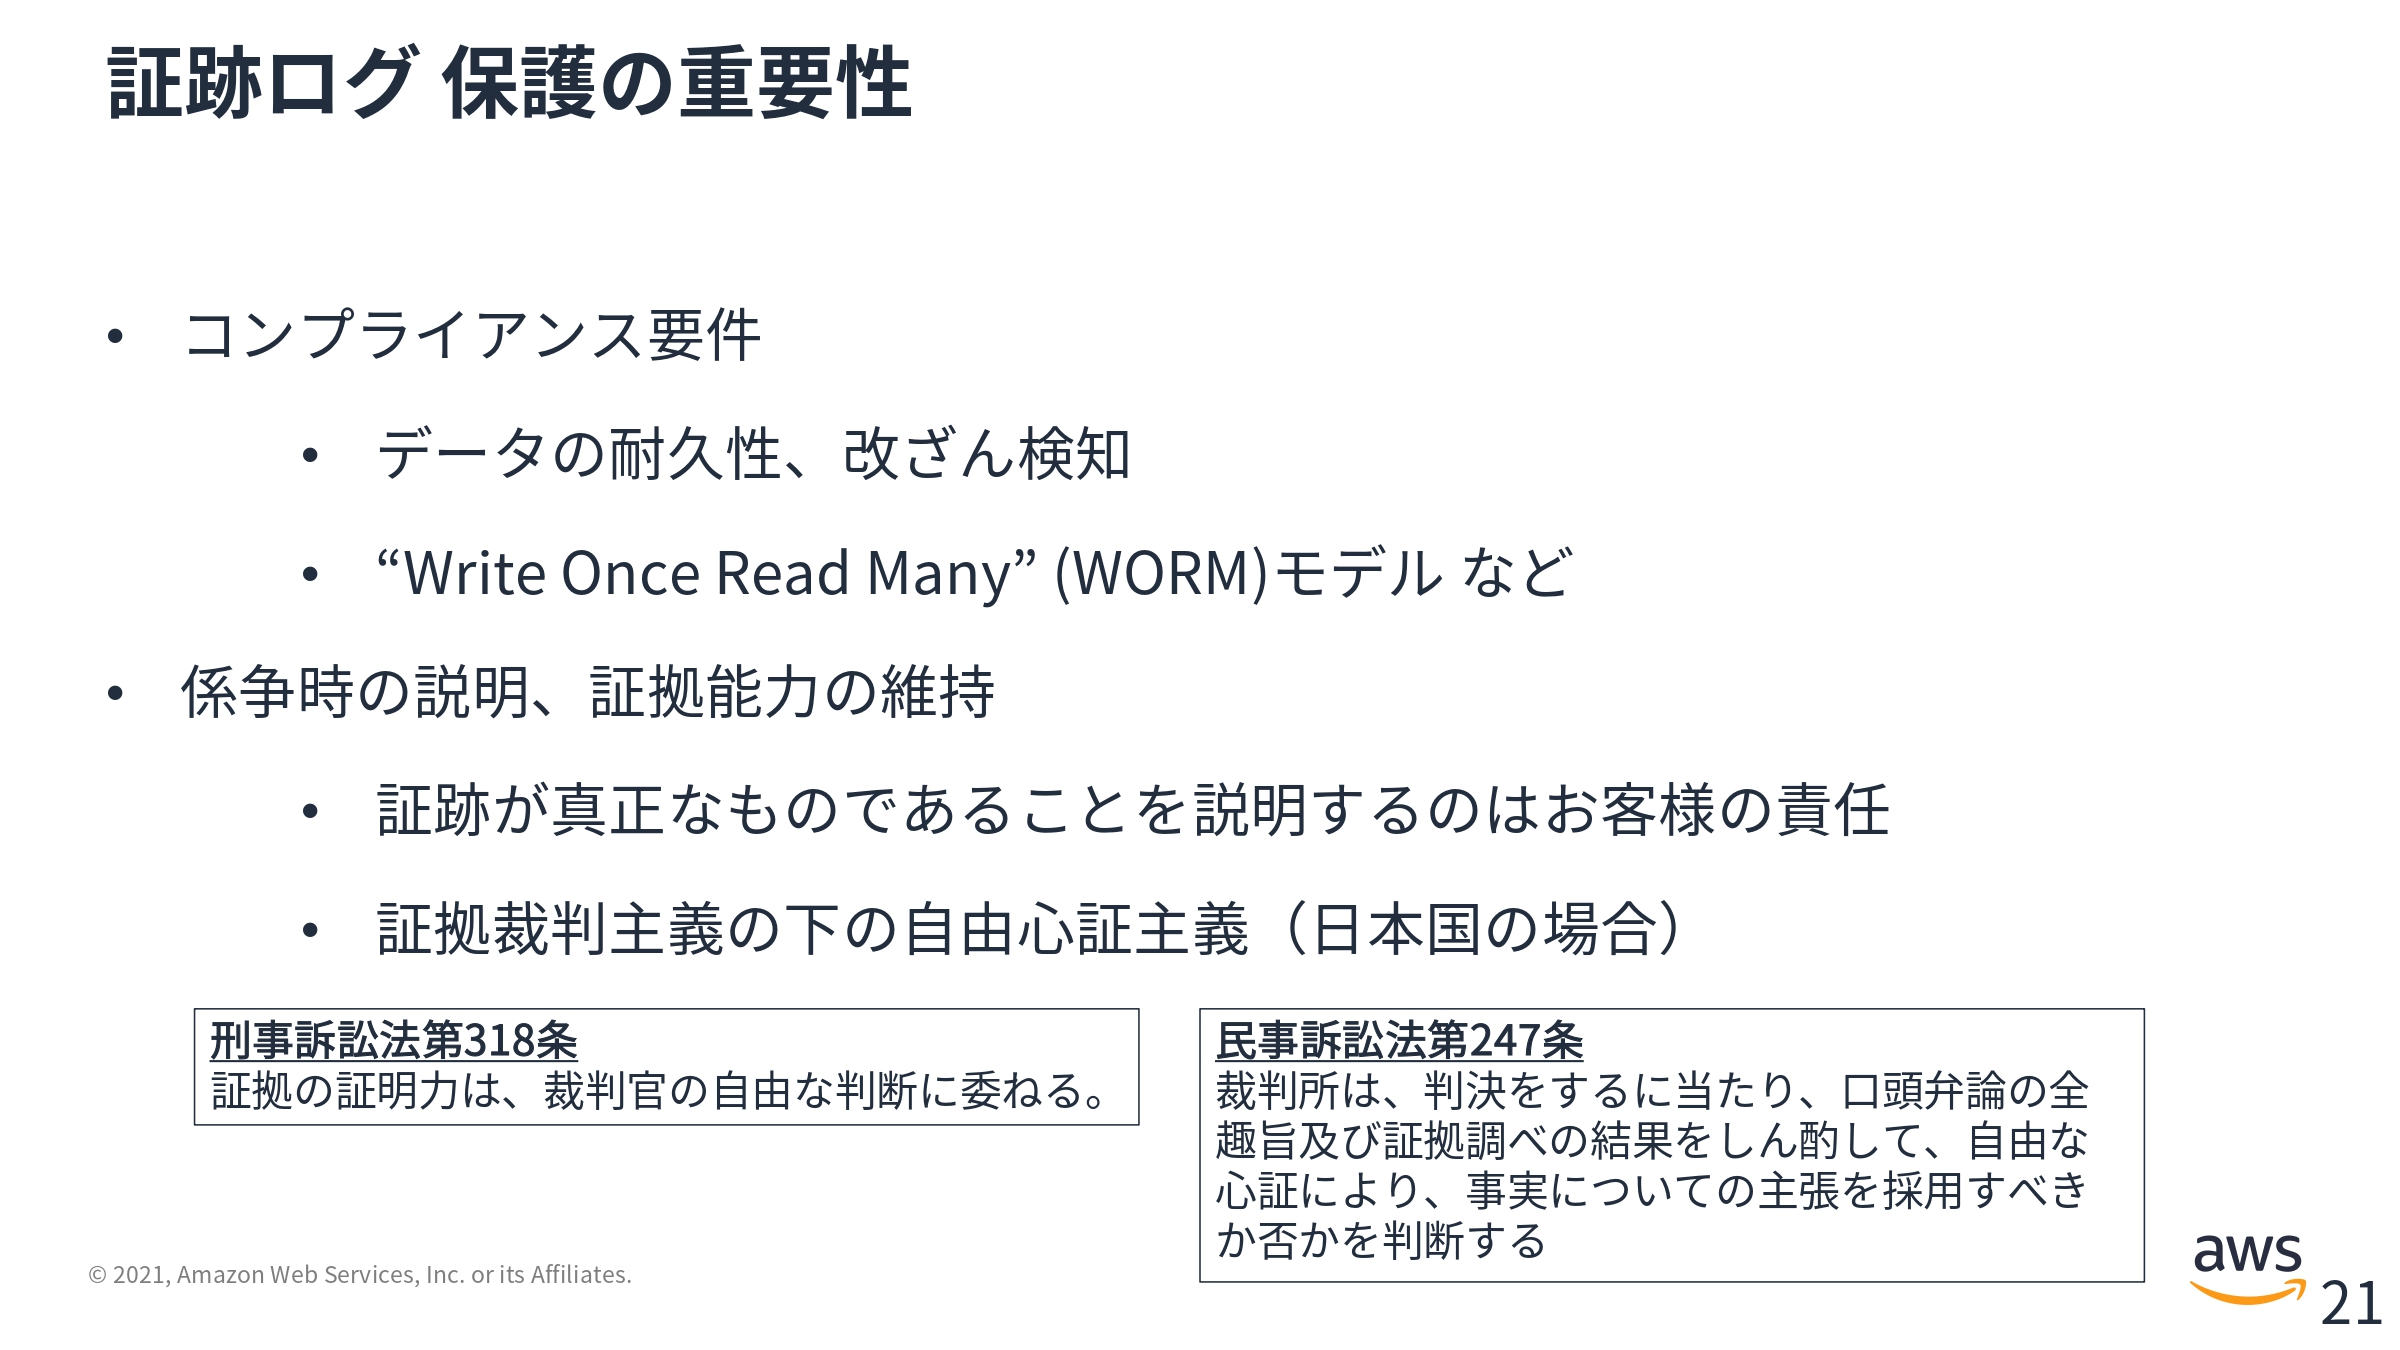 証跡ログ 保護の重要性
• コンプライアンス要件
• データの耐久性、改ざん検知
• “Write Once Read Many” (WORM)モデル など
• 係争時の説明、証拠能力の維持
• 証跡が真正なものであることを説明するのはお客様の責任
• 証拠裁判主義の下の自由心証主義（日本国の場合）
刑事訴訟法第318条
証拠の証明力は、裁判官の自由な判断に委ねる。
民事訴訟法第247条
裁判所は、判決をするに当たり、口頭弁論の全
趣旨及び証拠調べの結果をしん酌して、自由な
心証により、事実についての主張を採用すべき
か否かを判断する
© 2021, Amazon Web Services, Inc. or its Affiliates.
aws
21